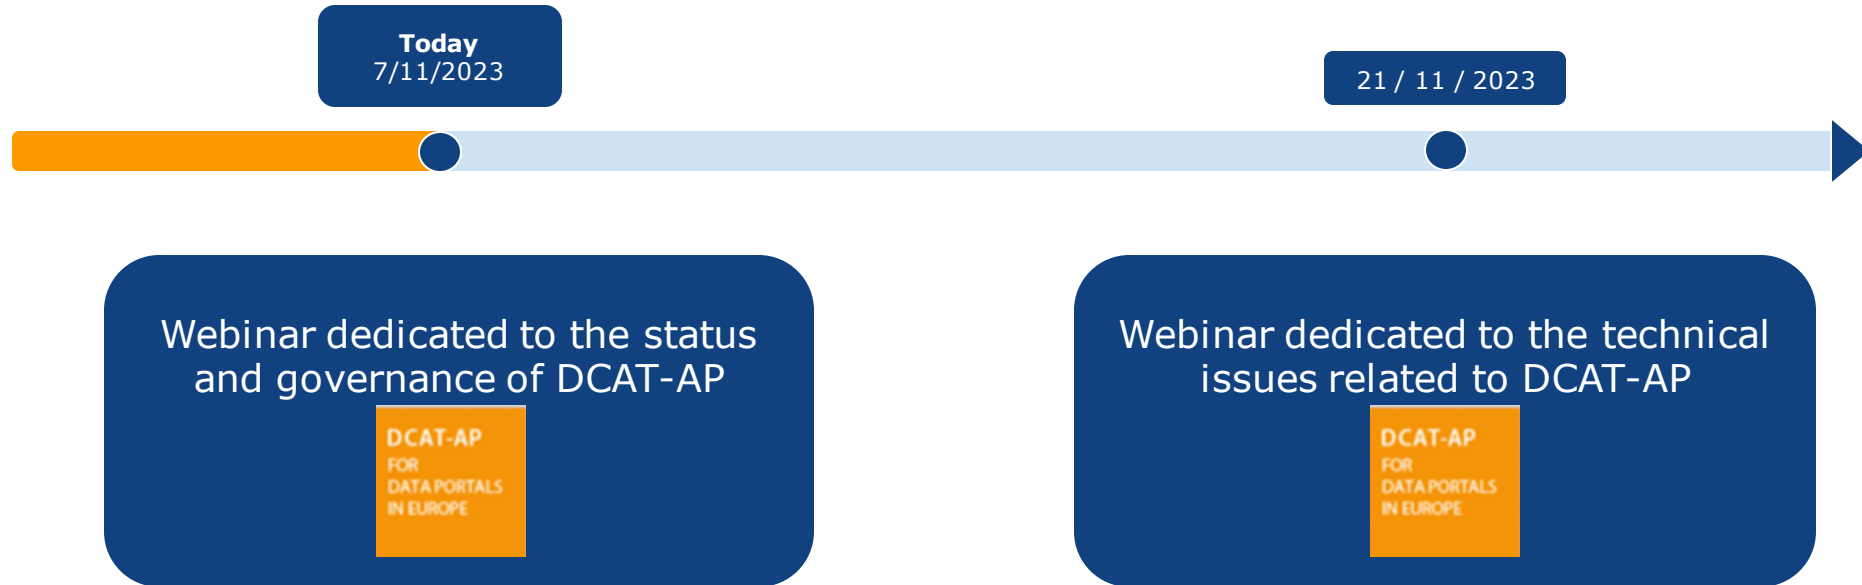 Today
7/11/2023
21 / 11 / 2023
Webinar dedicated to the status
and governance of DCAT-AP
DCAT-AP
FOR
DATA PORTALS
IN EUROPE
Webinar dedicated to the technical
issues related to DCAT-AP
DCAT-AP
FOR
DATA PORTALS
IN EUROPE